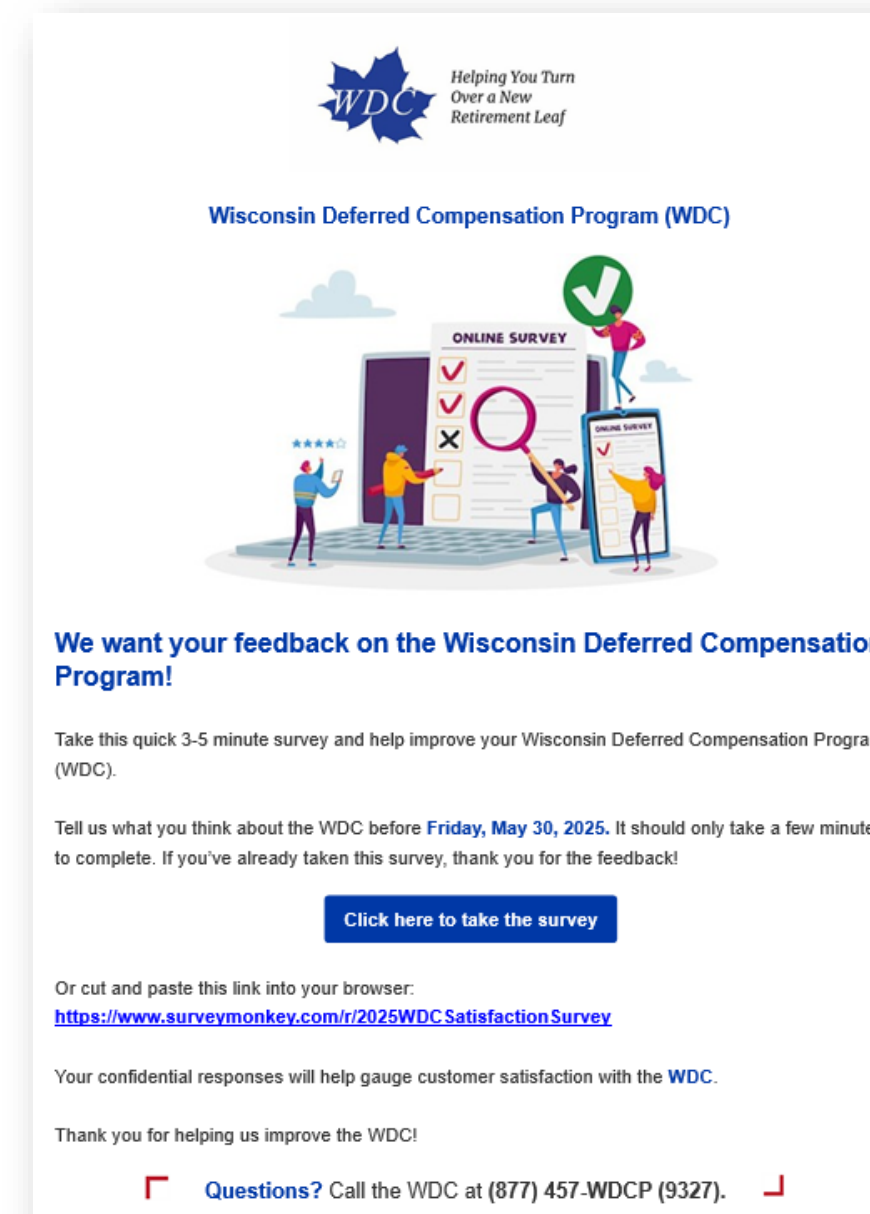 WDC
Helping You Turn
Over a New
Retirement Leaf
Wisconsin Deferred Compensation Program (WDC)
ONLINE SURVEY
ONLINE SURVEY
We want your feedback on the Wisconsin Deferred Compensatio
Program!
Take this quick 3-5 minute survey and help improve your Wisconsin Deferred Compensation Progra
(WDC).
Tell us what you think about the WDC before Friday, May 30, 2025. It should only take a few minute
to complete. If you've already taken this survey, thank you for the feedback!
Click here to take the survey
Or cut and paste this link into your browser:
https://www.surveymonkey.com/r/2025WDCSatisfactionSurvey
Your confidential responses will help gauge customer satisfaction with the WDC.
Thank you for helping us improve the WDC!
Questions? Call the WDC at (877) 457-WDCP (9327).